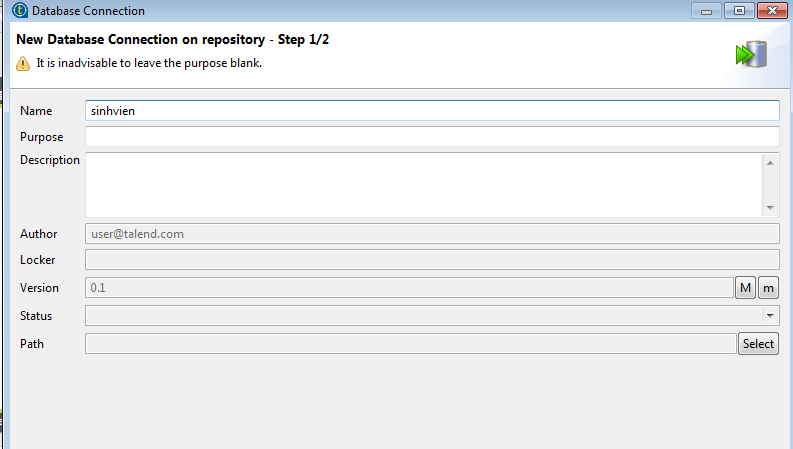 Database Connection
New Database Connection on repository - Step 1/2
It is inadvisable to leave the purpose blank.
Name sinhvien
Purpose
Description
Author user@talend.com
Locker
Version 0.1 M m
Status
Path Select